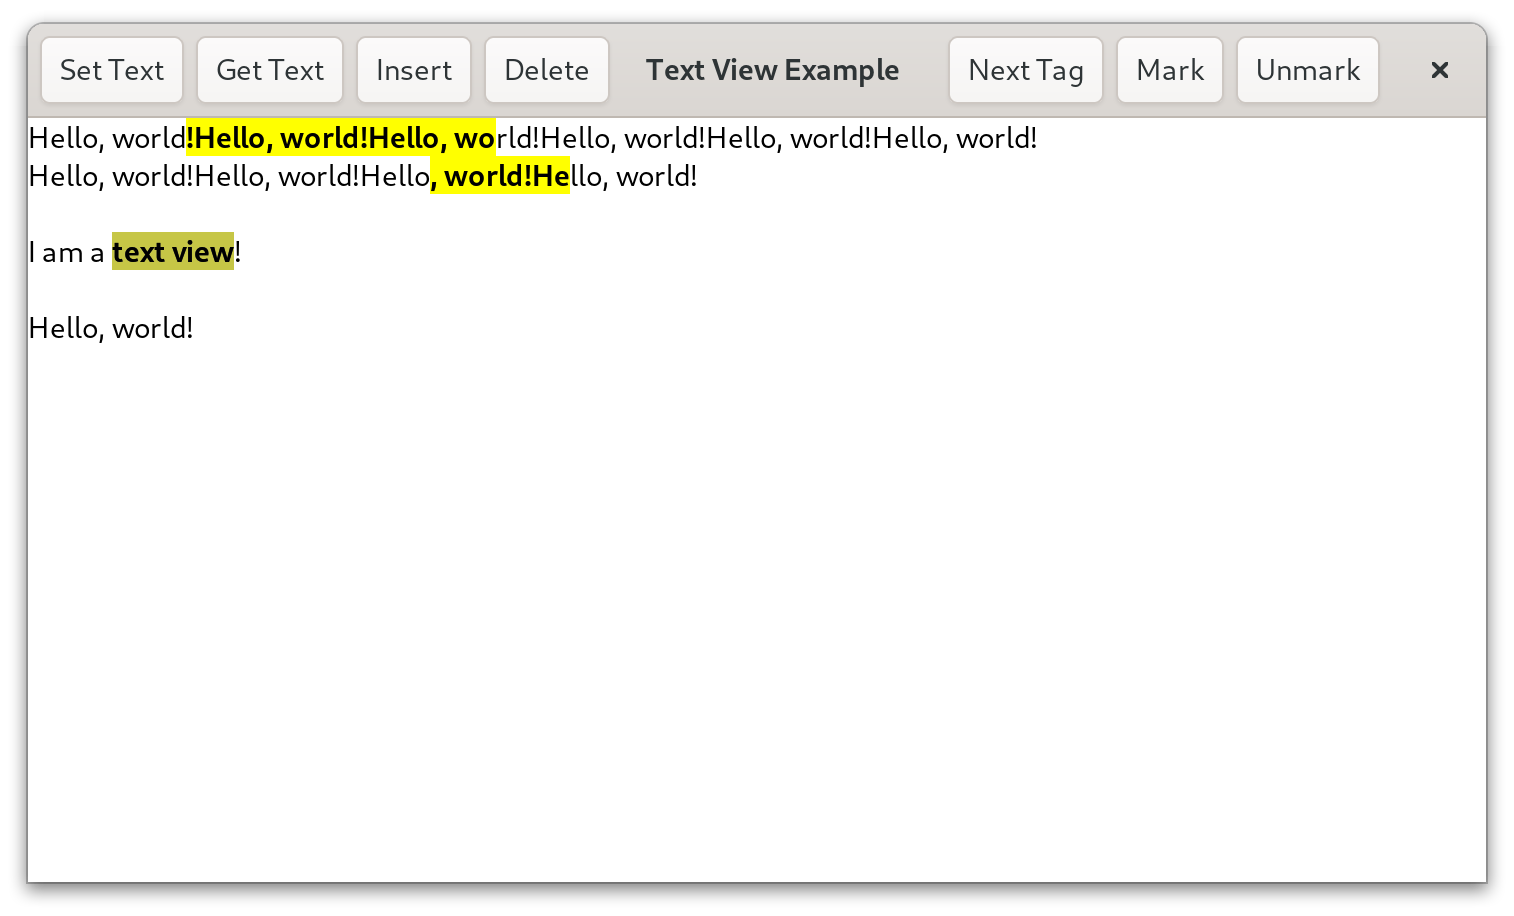 Set Text Get Text Insert Delete Text View Example Next Tag Mark Unmark
Hello, world!Hello, world!Hello, world!Hello, world!Hello, world!Hello, world!
Hello, world!Hello, world!Hello, world!Hello, world!
I am a text view!
Hello, world!